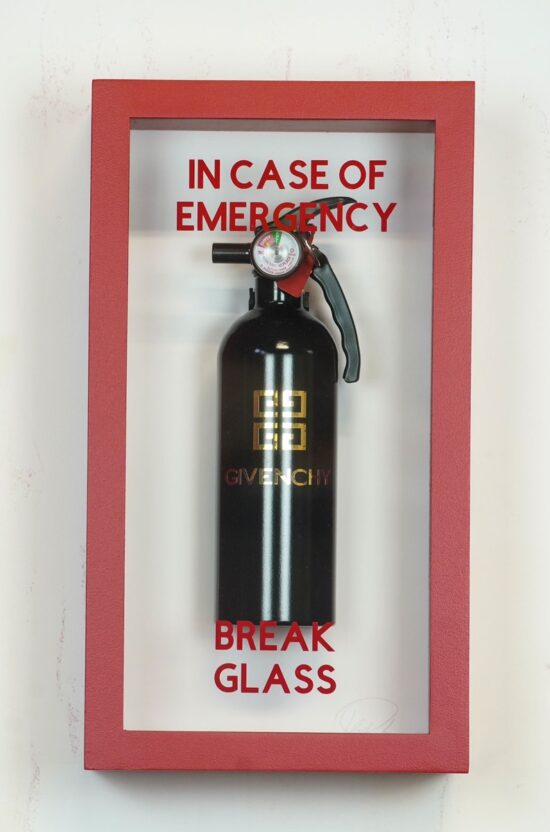 IN CASE OF
EMERGENCY
GIVENCHY
BREAK
GLASS